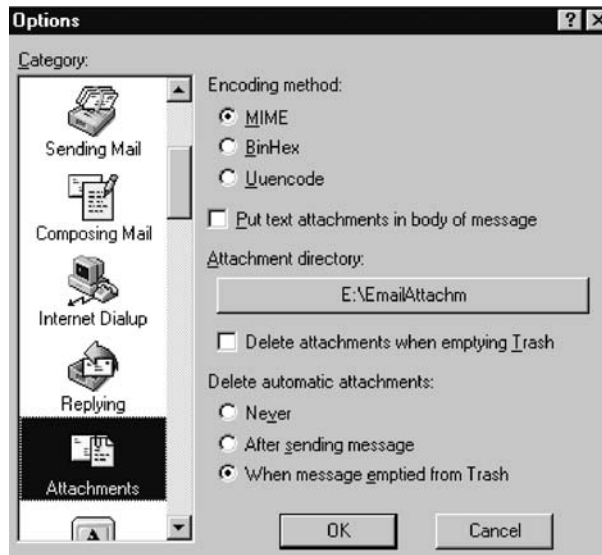 Options
Category:
Sending Mail
Composing Mail
Internet Dialup
Replying
Attachments
A
Encoding method:
MIME
BinHex
Uuencode
Put text attachments in body of message
Attachment directory:
E:\EmailAttachm
Delete attachments when emptying Trash
Delete automatic attachments:
Never
After sending message
When message emptied from Trash
OK
Cancel